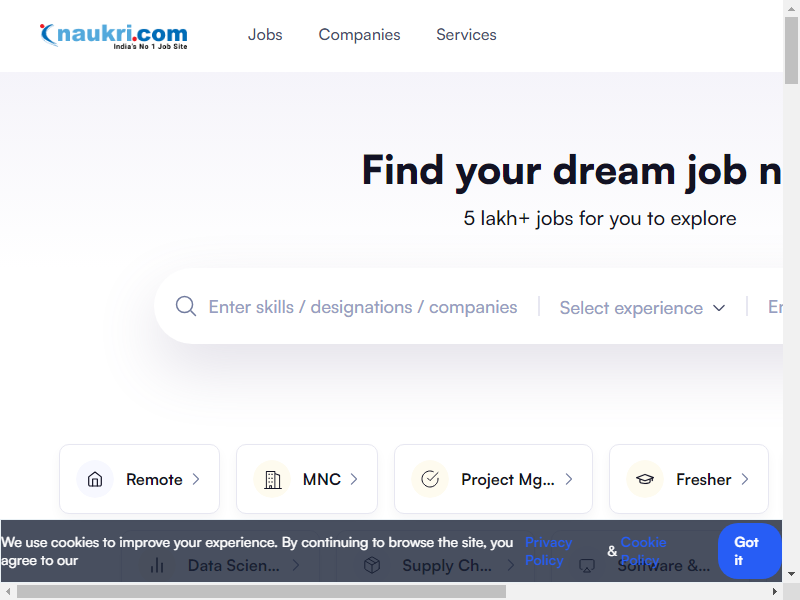 naukri.com
India's No 1 Job Site
Jobs
Companies
Services
Find your dream job n
5 lakh+ jobs for you to explore
Enter skills / designations / companies
Select experience
Er
Remote
MNC
Project Mg...
Fresher
We use cookies to improve your experience. By continuing to browse the site, you
agree to our
Privacy
Policy
&
Cookie
Policy
Got
it
Data Scien...
Supply Ch...
Software &...